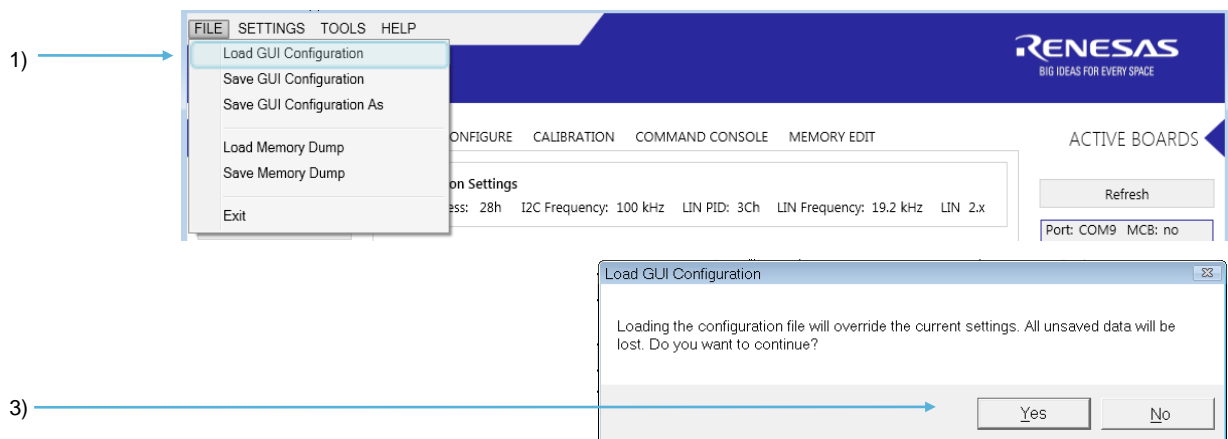 FILE SETTINGS TOOLS HELP
1)
Load GUI Configuration
Save GUI Configuration
Save GUI Configuration As
Load Memory Dump
Save Memory Dump
Exit
RENESAS
BIG IDEAS FOR EVERY SPACE
ONFIGURE CALIBRATION COMMAND CONSOLE MEMORY EDIT
ACTIVE BOARDS
on Settings
ess: 28h I2C Frequency: 100 kHz LIN PID: 3Ch LIN Frequency: 19.2 kHz LIN 2.x
Refresh
Port: COM9 MCB: no
Load GUI Configuration
Loading the configuration file will override the current settings. All unsaved data will be
lost. Do you want to continue?
3)
Yes No